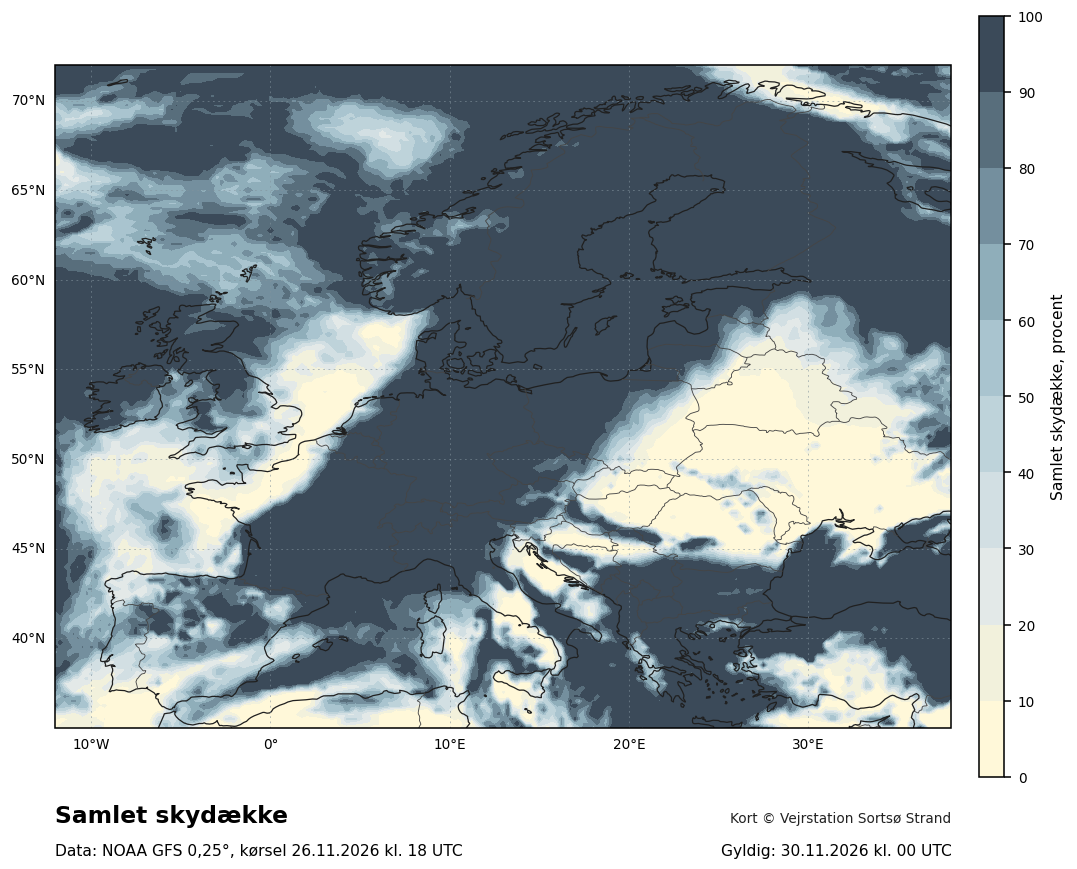 70°N
65°N
60°N
55°N
50°N
45°N
40°N
10°W
0°
10°E
20°E
30°E
100
90
80
70
60
50
40
30
20
10
0
Samlet skydække, procent
Samlet skydække
Kort © Vejrstation Sortsø Strand
Data: NOAA GFS 0,25°, kørsel 26.11.2026 kl. 18 UTC
Gyldig: 30.11.2026 kl. 00 UTC